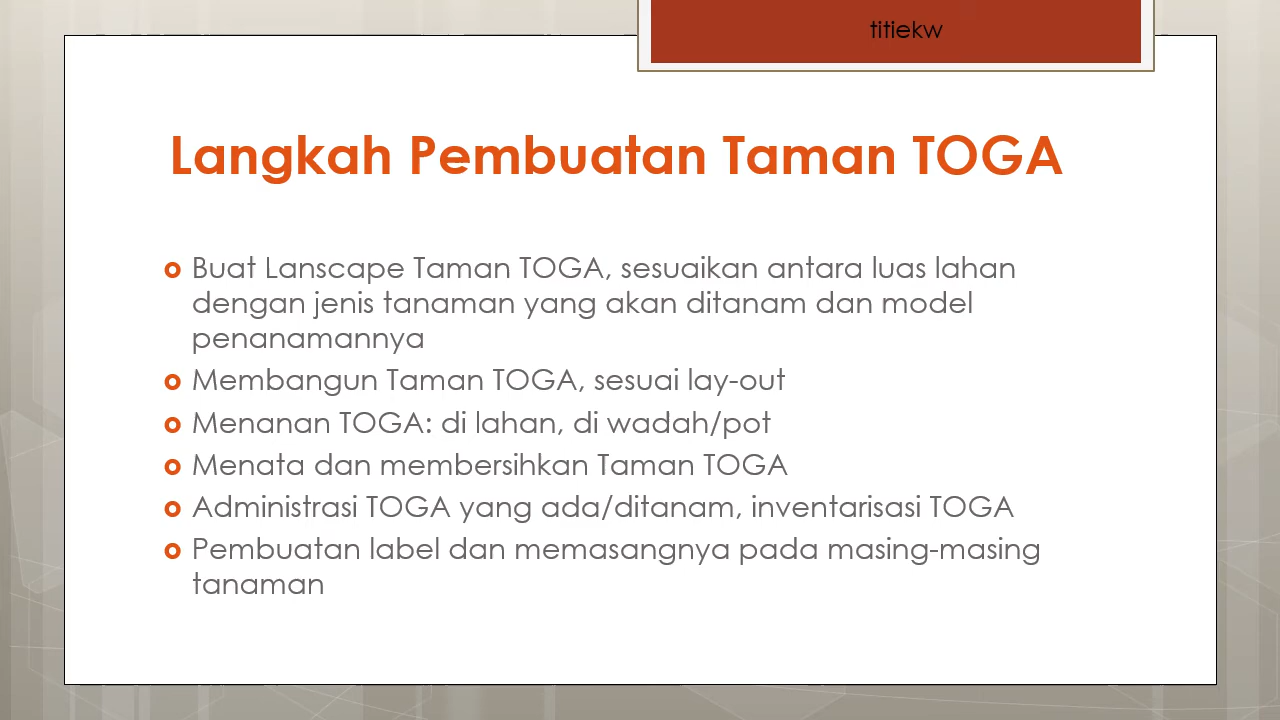 titiekw
Langkah Pembuatan Taman TOGA
Buat Lanscape Taman TOGA, sesuaikan antara luas lahan
dengan jenis tanaman yang akan ditanam dan model
penanamannya
Membangun Taman TOGA, sesuai lay-out
Menanan TOGA: di lahan, di wadah/pot
Menata dan membersihkan Taman TOGA
Administrasi TOGA yang ada/ditanam, inventarisasi TOGA
Pembuatan label dan memasangnya pada masing-masing
tanaman